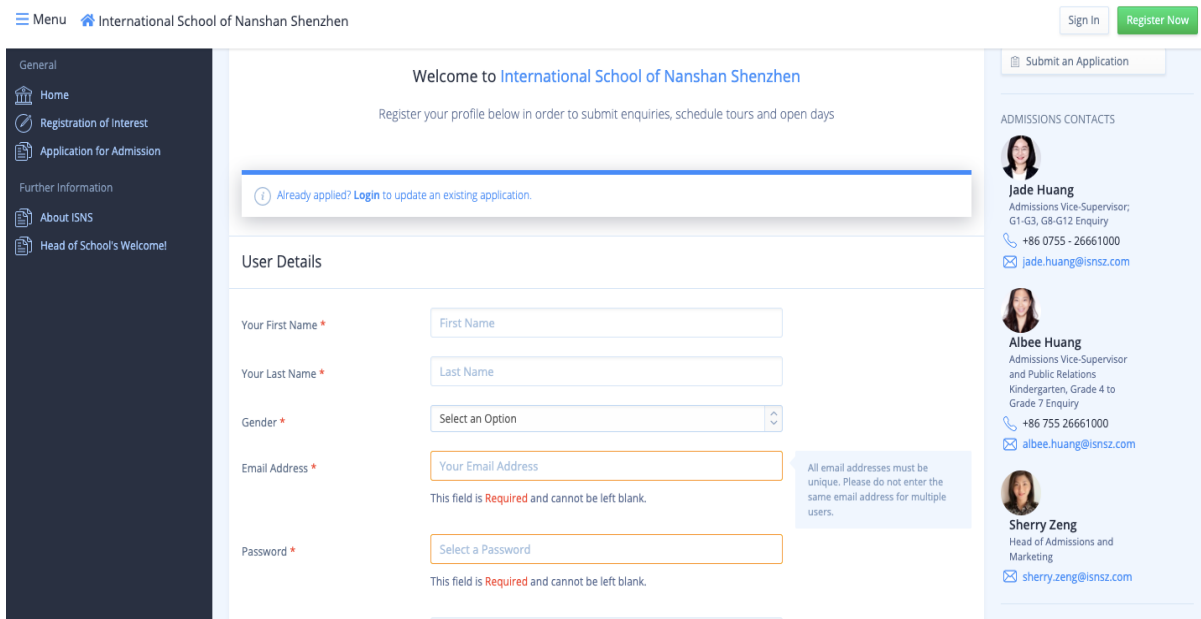 Menu International School of Nanshan Shenzhen
Sign In
Register Now
General
Home
Registration of Interest
Application for Admission
Further Information
About ISNS
Head of School's Welcome!
Welcome to International School of Nanshan Shenzhen
Register your profile below in order to submit enquiries, schedule tours and open days
Already applied? Login to update an existing application.
User Details
Your First Name *
First Name
Your Last Name *
Last Name
Gender *
Select an Option
Email Address *
Your Email Address
This field is Required and cannot be left blank.
All email addresses must be
unique. Please do not enter the
same email address for multiple
users.
Password *
Select a Password
This field is Required and cannot be left blank.
Submit an Application
ADMISSIONS CONTACTS
Jade Huang
Admissions Vice-Supervisor;
G1-G3, G8-G12 Enquiry
+86 0755 - 26661000
jade.huang@isnsz.com
Albee Huang
Admissions Vice-Supervisor
and Public Relations
Kindergarten, Grade 4 to
Grade 7 Enquiry
+86 755 26661000
albee.huang@isnsz.com
Sherry Zeng
Head of Admissions and
Marketing
sherry.zeng@isnsz.com